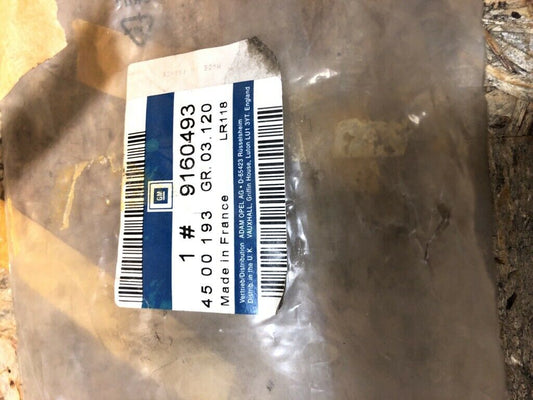 GM
1 # 9160493
45 00 193 GR. 03.120
Made in France LR118
Vertrieb/Distribution ADAM OPEL AG • D-65423 Rüsselsheim
Distrib. in the U.K. VAUXHALL, Griffin House, Luton LU1 3YT, England